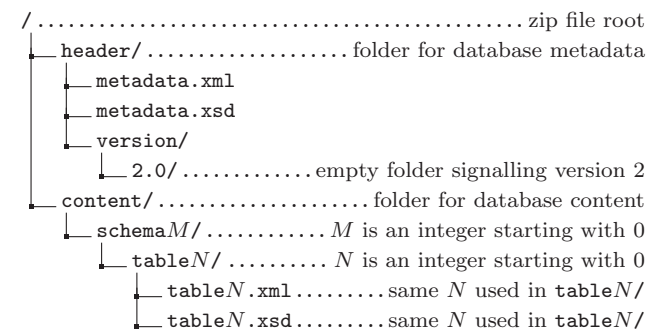 / ............................................... zip file root
header/ .................... folder for database metadata
metadata.xml
metadata.xsd
version/
2.0/ ............. empty folder signalling version 2
content/ ..................... folder for database content
schemaM/ ............ M is an integer starting with 0
tableN/ .......... N is an integer starting with 0
tableN.xml ......... same N used in tableN/
tableN.xsd ......... same N used in tableN/